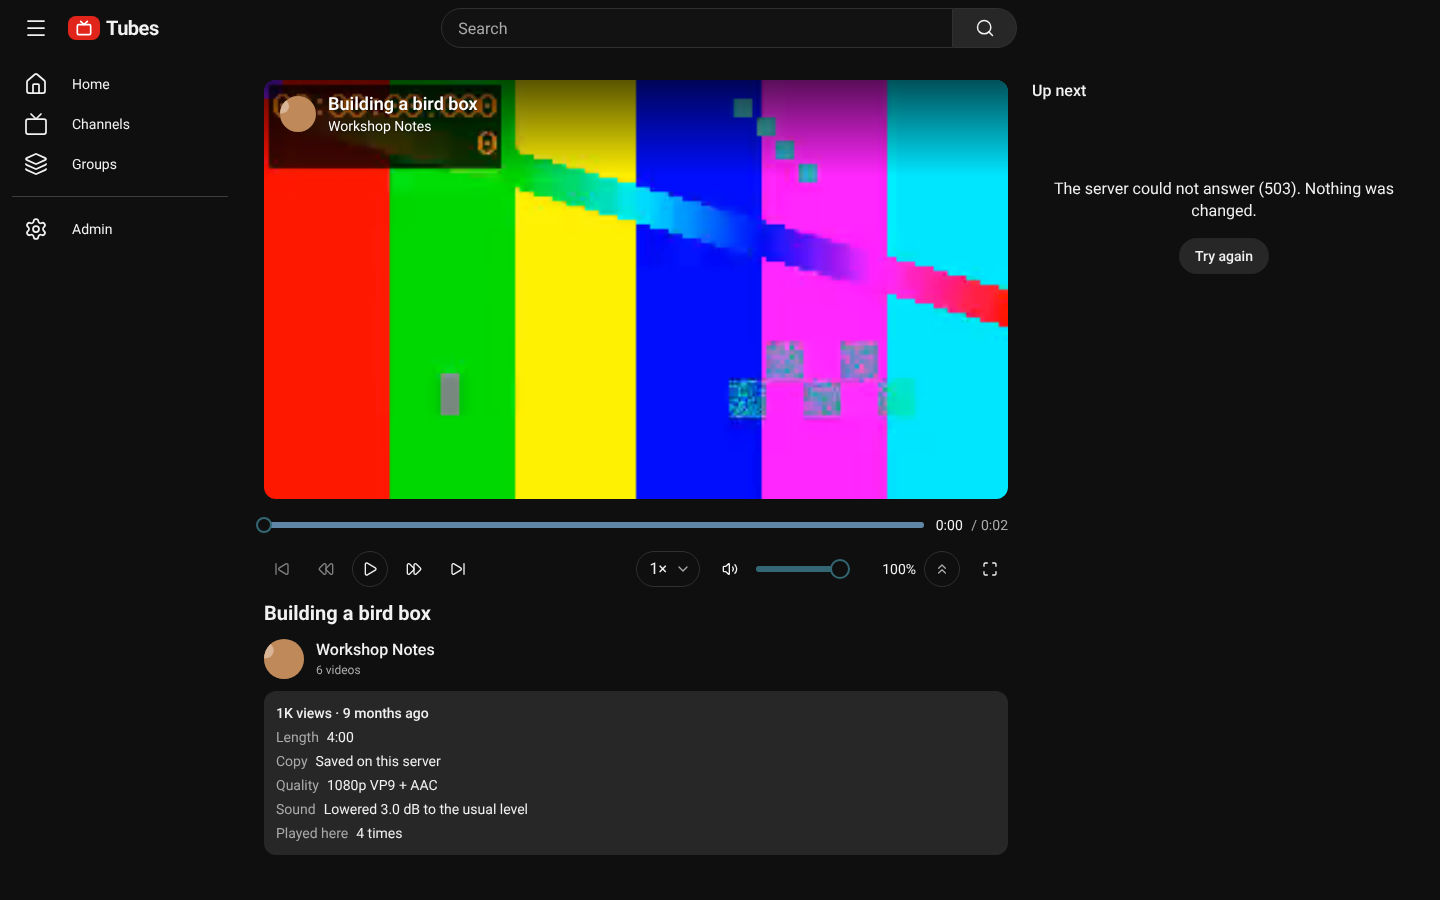 Tubes
Search
Home
Channels
Groups
Admin
Building a bird box
Workshop Notes
0
Up next
The server could not answer (503). Nothing was
changed.
Try again
0:00 / 0:02
1×
100%
Building a bird box
Workshop Notes
6 videos
1K views · 9 months ago
Length 4:00
Copy Saved on this server
Quality 1080p VP9 + AAC
Sound Lowered 3.0 dB to the usual level
Played here 4 times